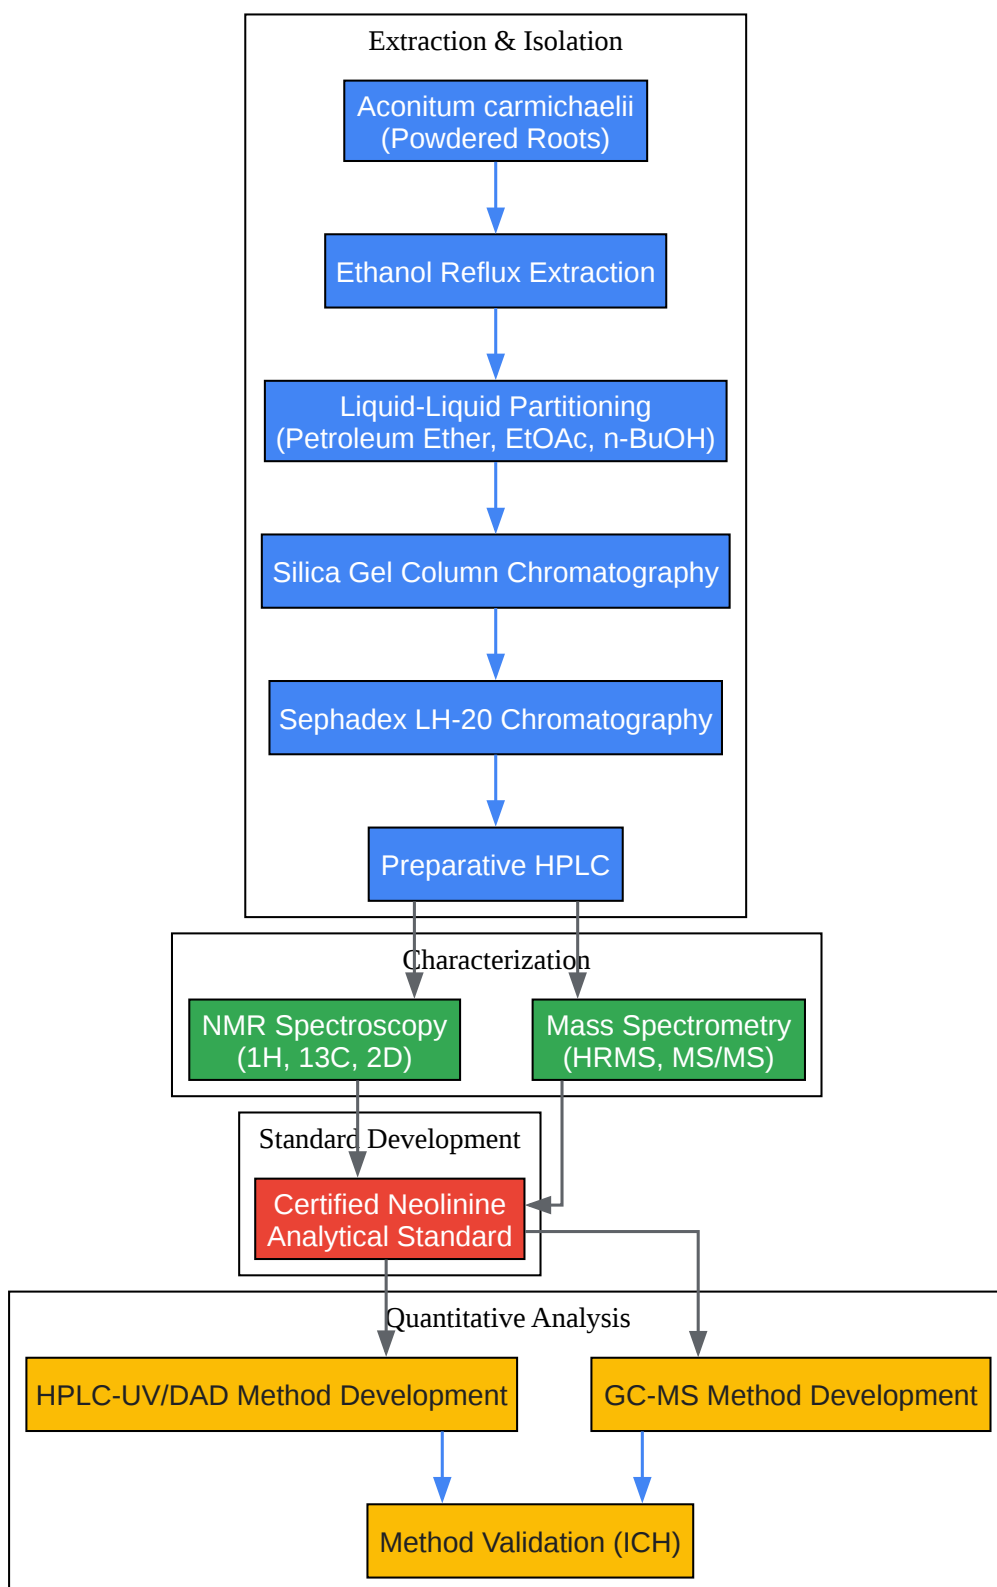 Extraction & Isolation
Aconitum carmichaelii
(Powdered Roots)
Ethanol Reflux Extraction
Liquid-Liquid Partitioning
(Petroleum Ether, EtOAc, n-BuOH)
Silica Gel Column Chromatography
Sephadex LH-20 Chromatography
Preparative HPLC
Characterization
NMR Spectroscopy
(1H, 13C, 2D)
Mass Spectrometry
(HRMS, MS/MS)
Standard Development
Certified Neolinine
Analytical Standard
Quantitative Analysis
HPLC-UV/DAD Method Development
GC-MS Method Development
Method Validation (ICH)